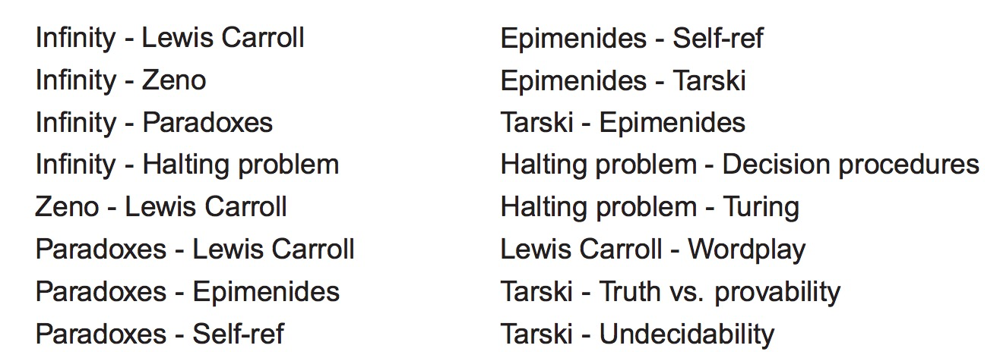 Infinity - Lewis Carroll
Infinity - Zeno
Infinity - Paradoxes
Infinity - Halting problem
Zeno - Lewis Carroll
Paradoxes - Lewis Carroll
Paradoxes - Epimenides
Paradoxes - Self-ref
Epimenides - Self-ref
Epimenides - Tarski
Tarski - Epimenides
Halting problem - Decision procedures
Halting problem - Turing
Lewis Carroll - Wordplay
Tarski - Truth vs. provability
Tarski - Undecidability